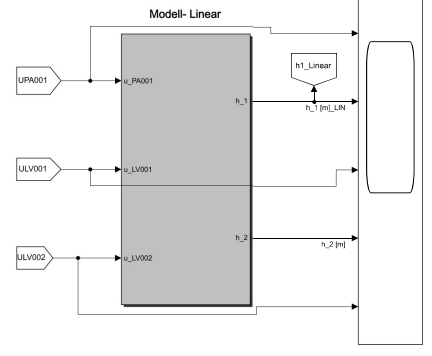 Modell- Linear
UPA001
u_PA001
h1_Linear
h_1
h_1 [m]_LIN
ULV001
u_LV001
h_2
h_2 [m]
ULV002
u_LV002